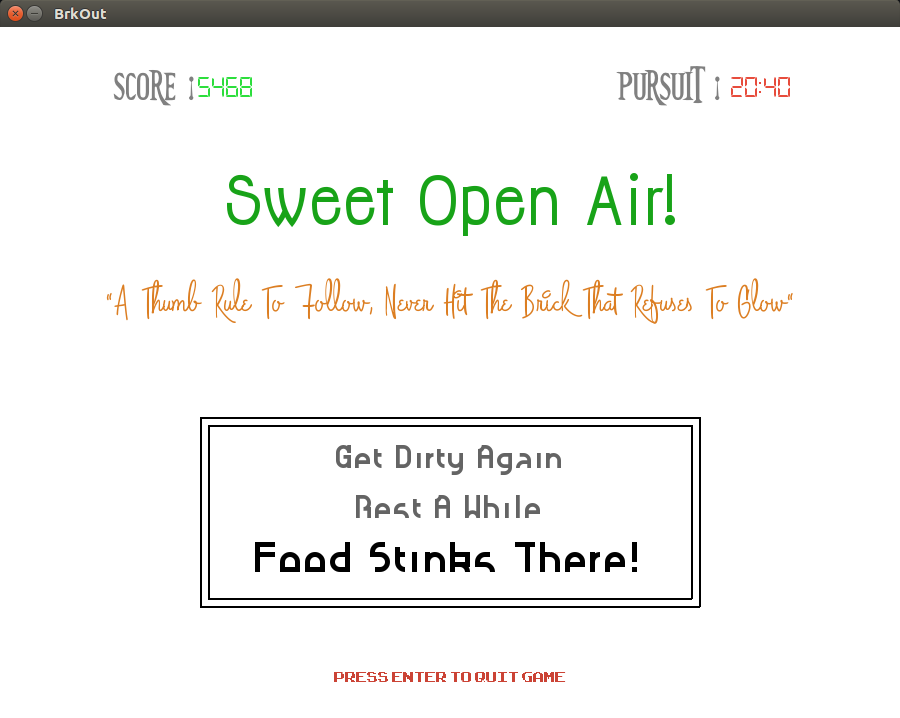 BrkOut
SCORE : 5468
PURSUIT : 20:40
Sweet Open Air!
"A Thumb Rule To Follow, Never Hit The Brick That Refuses To Glow"
Get Dirty Again
Rest A While
Food Stinks There!
PRESS ENTER TO QUIT GAME